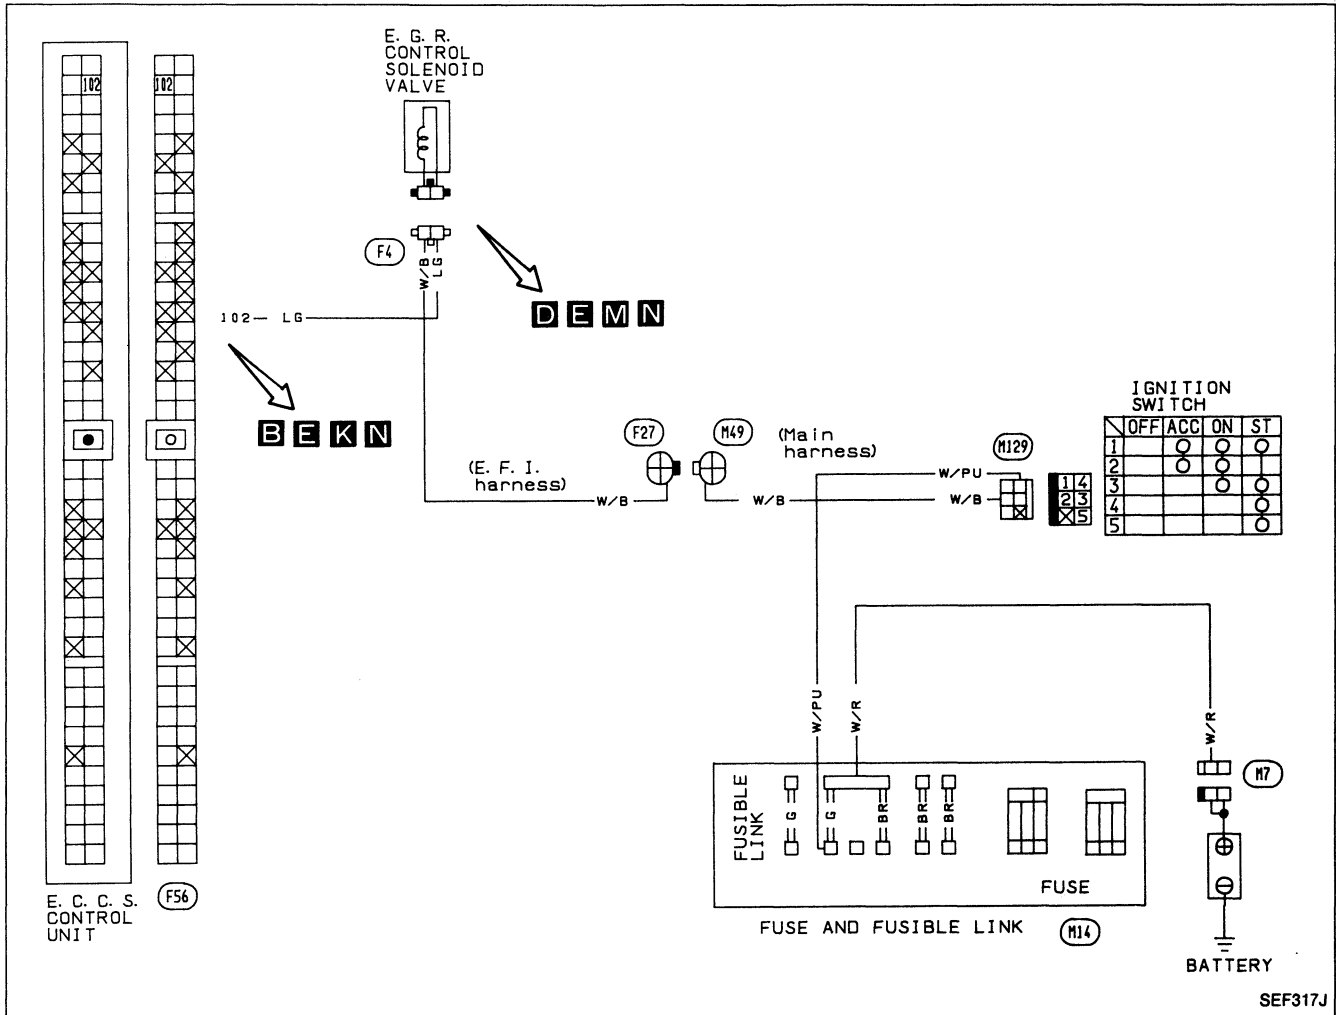 E. G. R.
CONTROL
SOLENOID
VALVE
102
102
F4
W/B
LG
102— LG
D E M N
B E K N
IGNITION
SWITCH
OFF ACC ON ST
1
2
3
4
5
F27
M49
(Main
harness)
M129
(E. F. I.
harness)
W/B
W/B
W/PU
W/B
1 4
2 3
5
W/PU
W/R
W/R
M7
FUSIBLE
LINK
G
G
BR
BR
BR
FUSE
E. C. C. S.
CONTROL
UNIT
F56
FUSE AND FUSIBLE LINK
M14
BATTERY
SEF317J